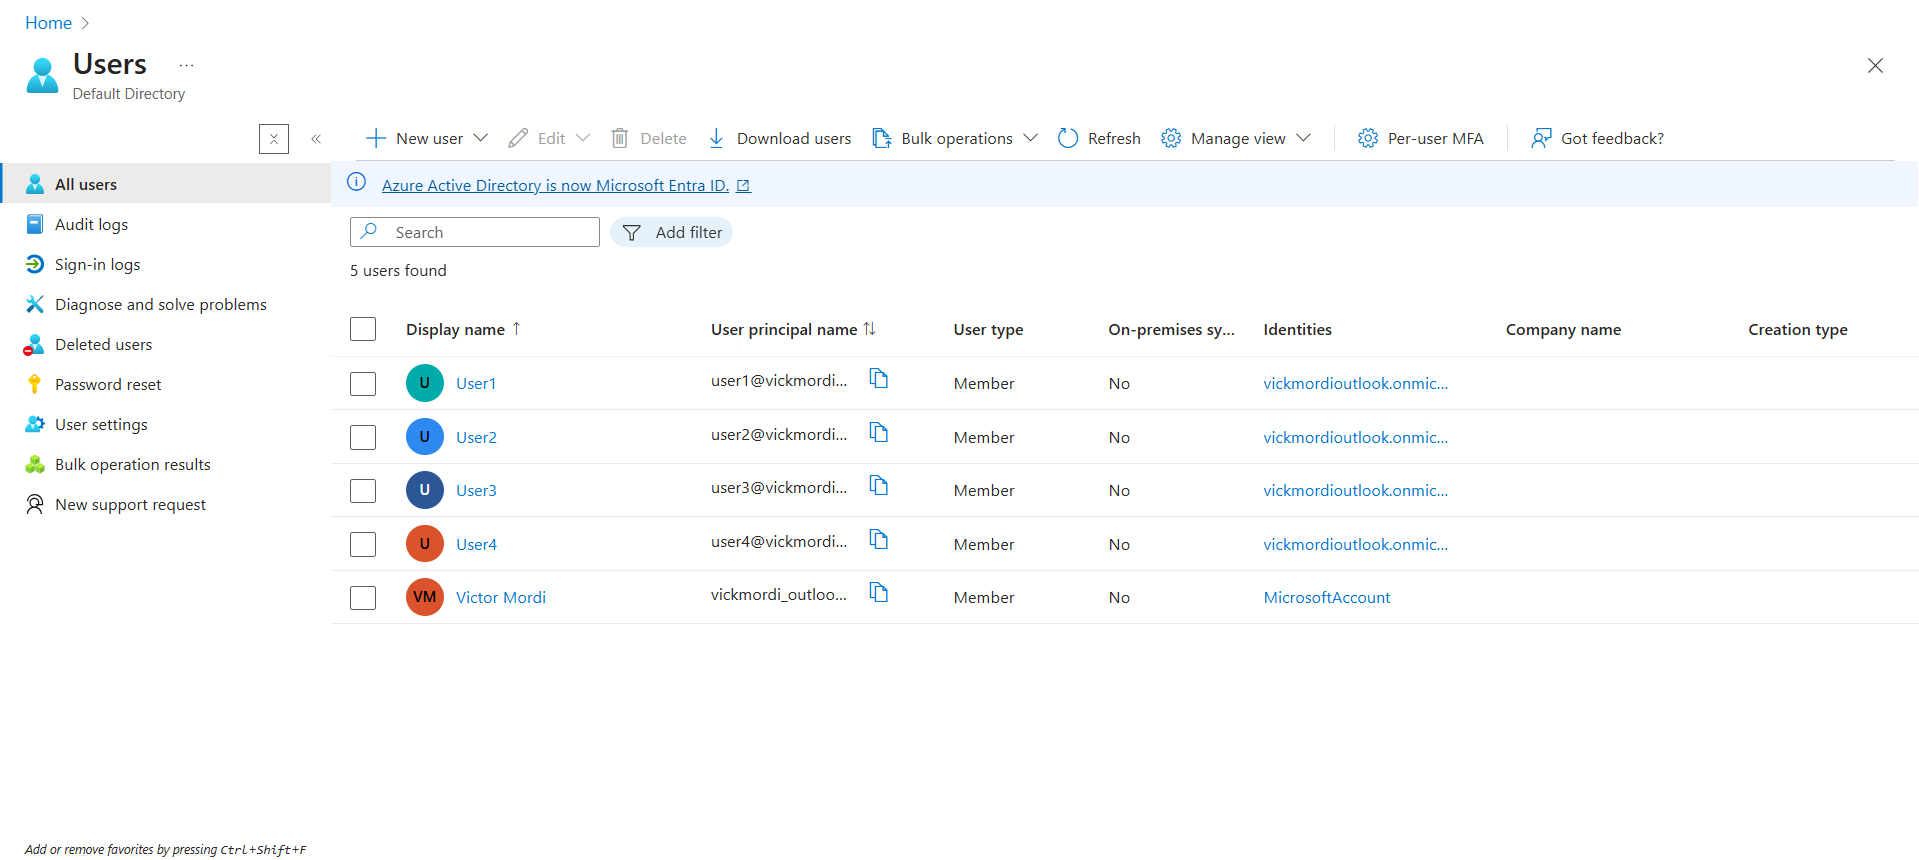 Home
Users ...
Default Directory
New user
Edit
Delete
Download users
Bulk operations
Refresh
Manage view
Per-user MFA
Got feedback?
All users
Audit logs
Sign-in logs
Diagnose and solve problems
Deleted users
Password reset
User settings
Bulk operation results
New support request
Azure Active Directory is now Microsoft Entra ID.
Search
Add filter
5 users found
Display name ↑ User principal name ↑↓ User type On-premises sy... Identities Company name Creation type
U User1 user1@vickmordi... Member No vickmordioutlook.onmic...
U User2 user2@vickmordi... Member No vickmordioutlook.onmic...
U User3 user3@vickmordi... Member No vickmordioutlook.onmic...
U User4 user4@vickmordi... Member No vickmordioutlook.onmic...
VM Victor Mordi vickmordi_outloo... Member No MicrosoftAccount
Add or remove favorites by pressing Ctrl+Shift+F